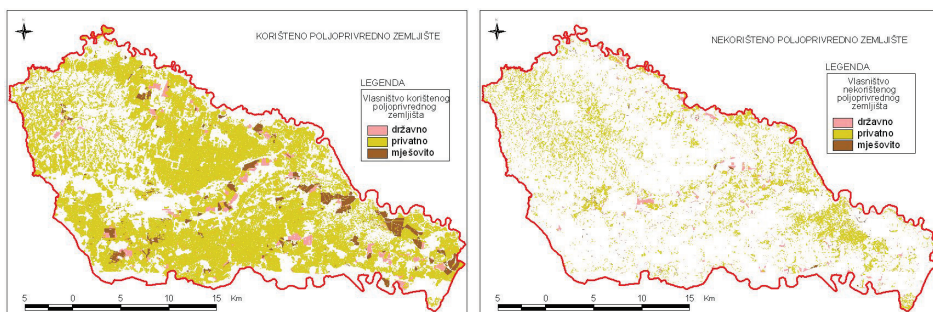 KORIŠTENO POLJOPRIVREDNO ZEMLJIŠTE
LEGENDA
Vlasništvo korištenog
poljoprivrednog
zemljišta
državno
privatno
mješovito
5 0 5 10 15 Km
NEKORIŠTENO POLJOPRIVREDNO ZEMLJIŠTE
LEGENDA
Vlasništvo
nekorištenog
poljoprivrednog
zemljišta
državno
privatno
mješovito
5 0 5 10 15 Km